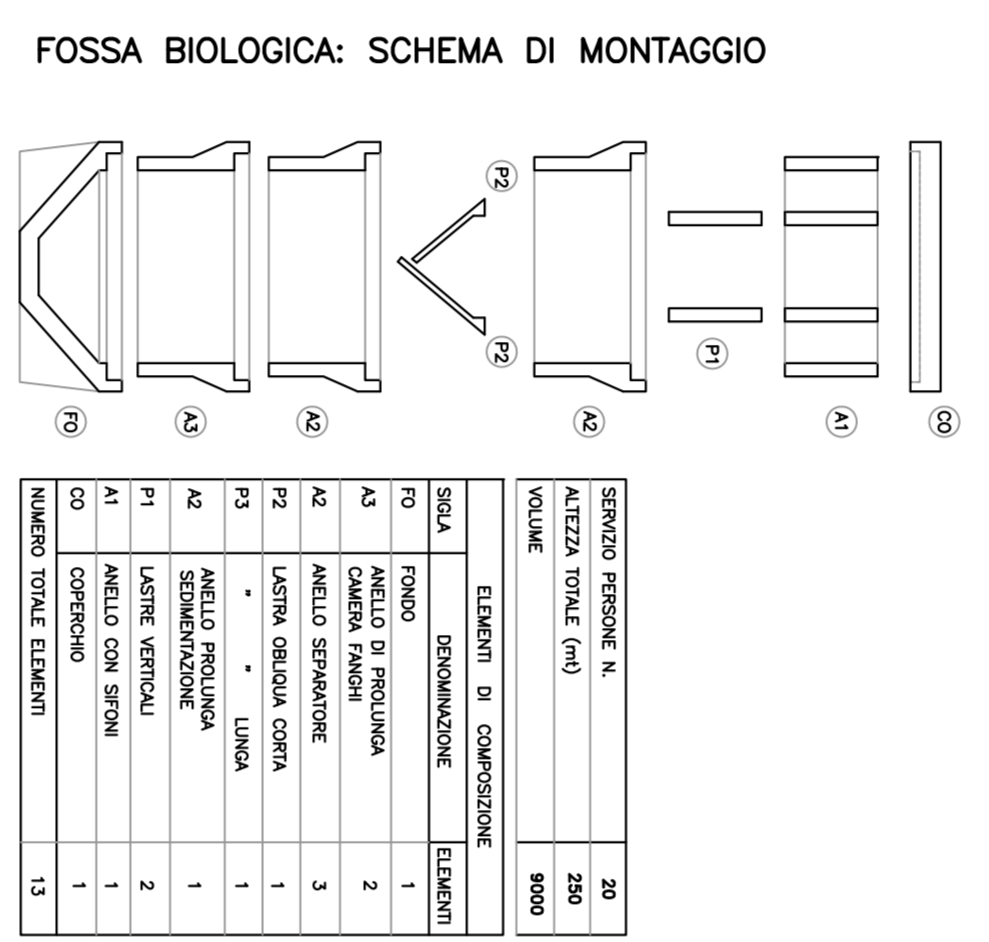 FOSSA BIOLOGICA: SCHEMA DI MONTAGGIO
CO
A1
P1
A2
P2
P2
A2
A3
FO
SERVIZIO PERSONE N. 20
ALTEZZA TOTALE (mt) 250
VOLUME 9000
ELEMENTI DI COMPOSIZIONE
SIGLA DENOMINAZIONE ELEMENTI
FO FONDO 1
A3 ANELLO DI PROLUNGA
CAMERA FANGHI 2
A2 ANELLO SEPARATORE 3
P2 LASTRA OBLIQUA CORTA 1
P3 " " LUNGA 1
A2 ANELLO PROLUNGA
SEDIMENTAZIONE 1
P1 LASTRE VERTICALI 2
A1 ANELLO CON SIFONI 1
CO COPERCHIO 1
NUMERO TOTALE ELEMENTI 13